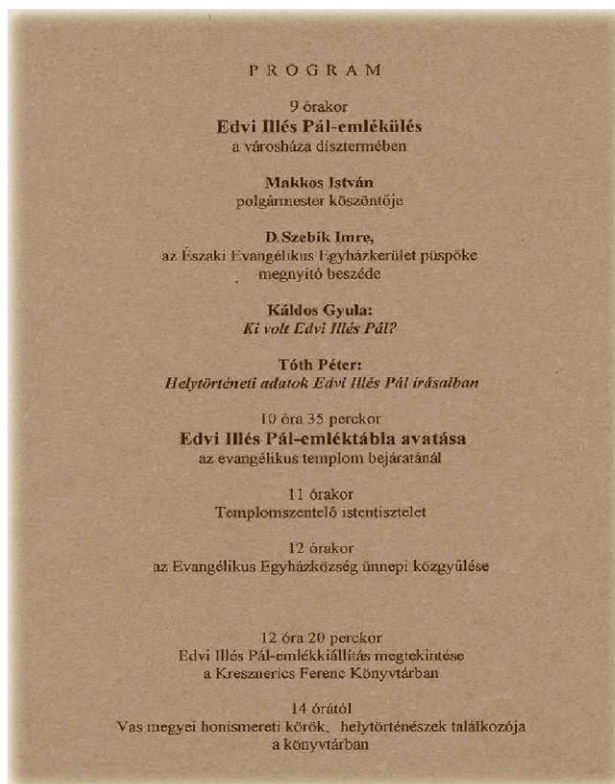 PROGRAM
9 órakor
Edvi Illés Pál-emlékülés
a városháza dísztermében
Makkos István
polgármester köszöntője
D. Szebik Imre,
az Északi Evangélikus Egyházkerület püspöke
megnyitó beszéde
Káldos Gyula:
Ki volt Edvi Illés Pál?
Tóth Péter:
Helytörténeti adatok Edvi Illés Pál írásaiban
10 óra 35 perckor
Edvi Illés Pál-emléktábla avatása
az evangélikus templom bejáratánál
11 órakor
Templomszentelő istentisztelet
12 órakor
az Evangélikus Egyházközség ünnepi közgyűlése
12 óra 20 perckor
Edvi Illés Pál-emlékkiállítás megtekintése
a Kresznerics Ferenc Könyvtárban
14 órától
Vas megyei honismereti körök, helytörténészek találkozója
a könyvtárban